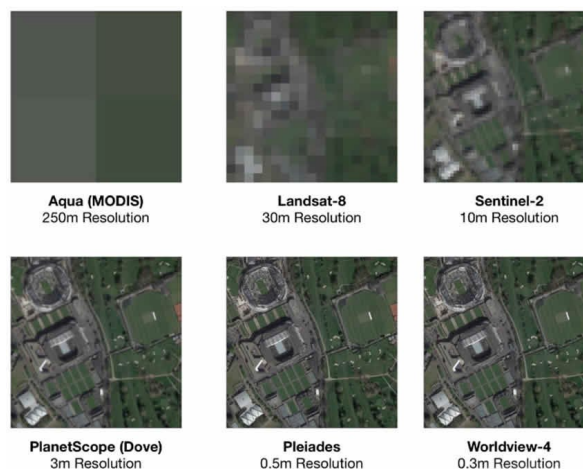 Aqua (MODIS)
250m Resolution
Landsat-8
30m Resolution
Sentinel-2
10m Resolution
PlanetScope (Dove)
3m Resolution
Pleiades
0.5m Resolution
Worldview-4
0.3m Resolution